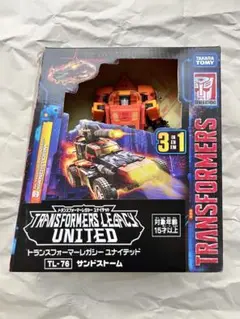 TAKARA
TOMY
TRANSFORMERS
3 IN 1
トランスフォーマーレガシー ユナイテッド
TRANSFORMERS LEGACY
UNITED
トランスフォーマーレガシー ユナイテッド
TL-76 サンドストーム
対象年齢
15才以上